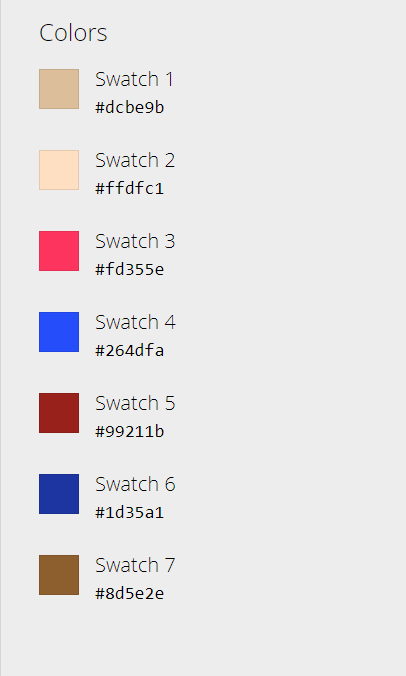 Colors
Swatch 1
#dcbe9b
Swatch 2
#ffdfc1
Swatch 3
#fd355e
Swatch 4
#264dfa
Swatch 5
#99211b
Swatch 6
#1d35a1
Swatch 7
#8d5e2e